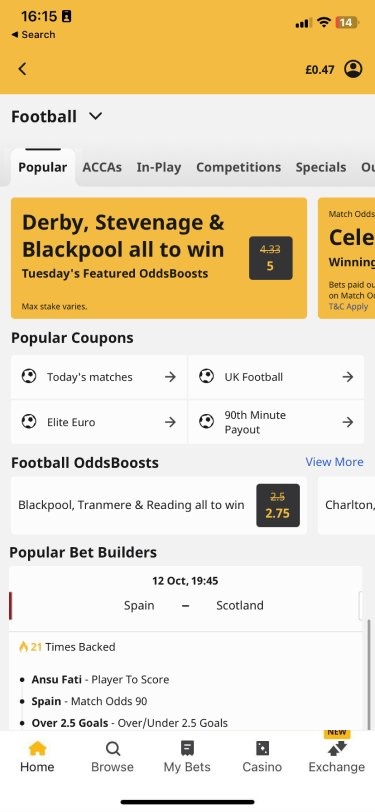 16:15
◀ Search
14
£0.47
Football
Popular ACCAs In-Play Competitions Specials Ou
Derby, Stevenage &
Blackpool all to win
4.33
5
Tuesday's Featured OddsBoosts
Max stake varies.
Match Odds
Cele
Winning
Bets paid ou
on Match Od
T&C Apply
Popular Coupons
Today's matches
UK Football
Elite Euro
90th Minute
Payout
Football OddsBoosts View More
Blackpool, Tranmere & Reading all to win
2.5
2.75
Charlton,
Popular Bet Builders
12 Oct, 19:45
Spain – Scotland
21 Times Backed
Ansu Fati - Player To Score
Spain - Match Odds 90
Over 2.5 Goals - Over/Under 2.5 Goals
NEW
Home Browse My Bets Casino Exchange